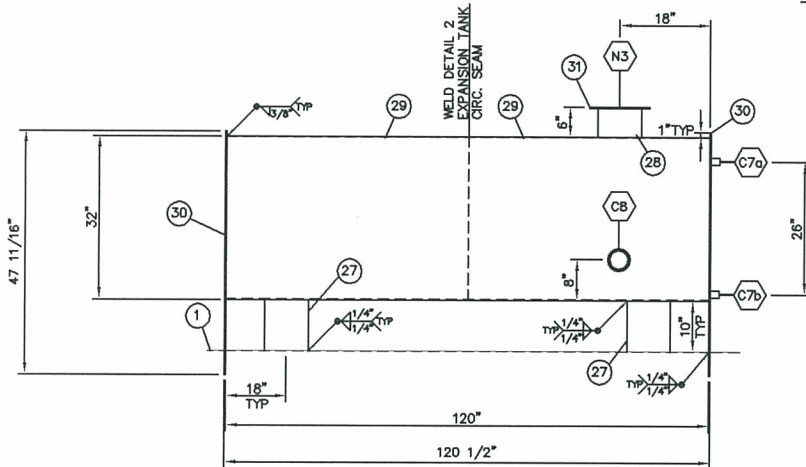 18"
N3
31
WELD DETAIL 2
EXPANSION TANK
CIRC. SEAM
TYP
3/8"
29
29
6"
1" TYP
30
28
C7a
47 11/16"
32"
30
C8
26"
8"
27
C7b
1
1/4"
1/4"
TYP
TYP
1/4"
1/4"
10"
TYP
27
18"
TYP
TYP
1/4"
1/4"
120"
120 1/2"